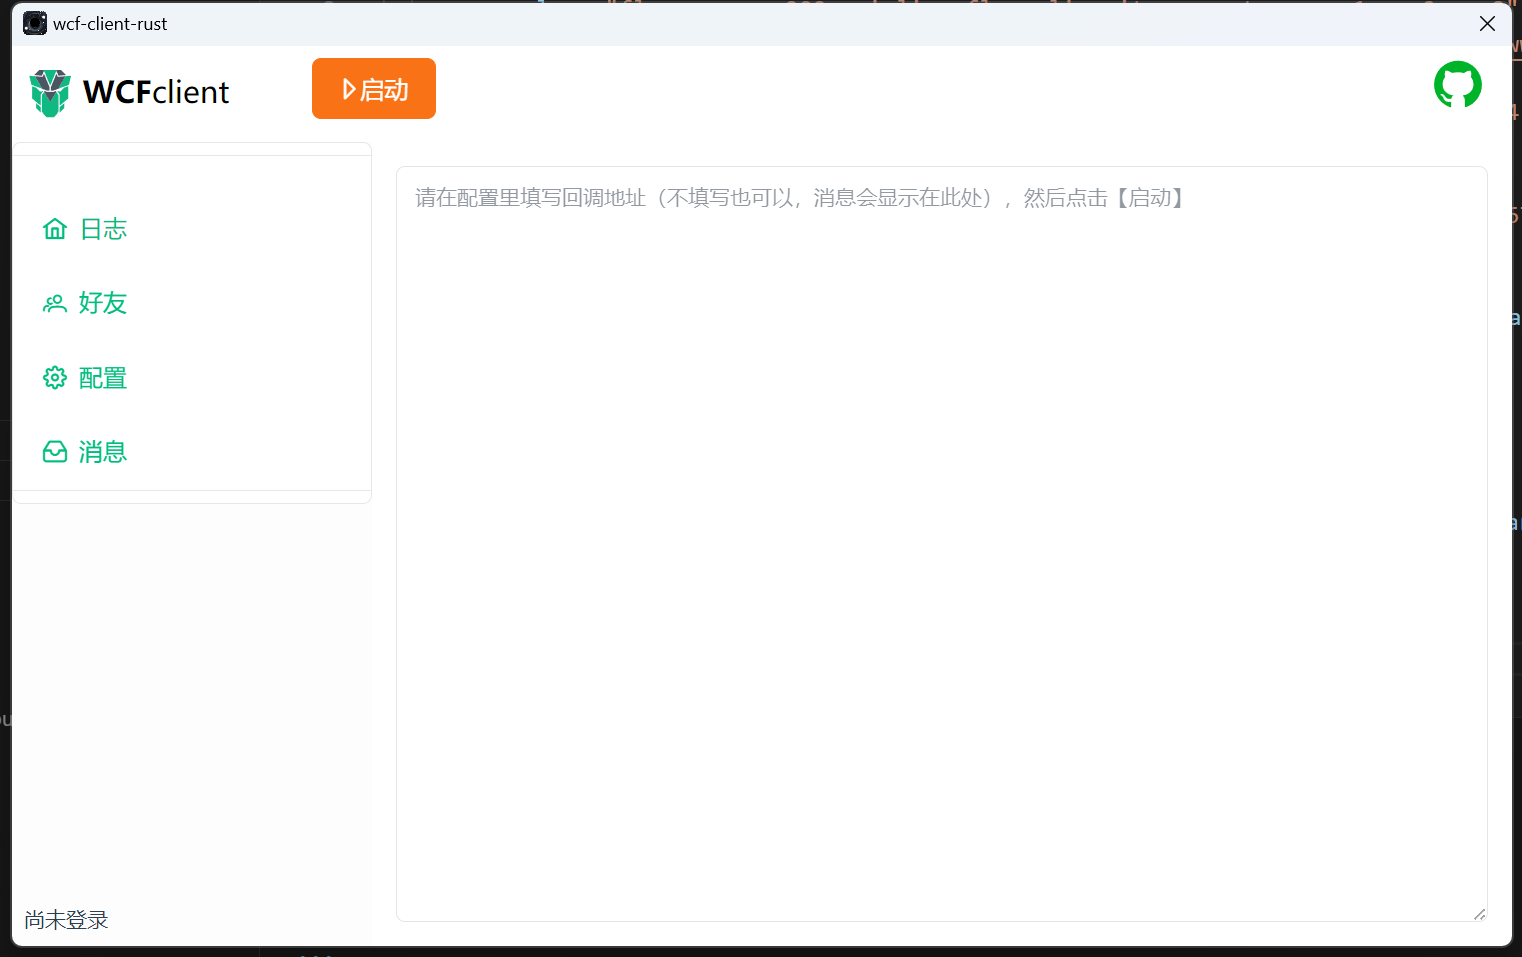 wcf-client-rust
WCFclient
启动
请在配置里填写回调地址（不填写也可以，消息会显示在此处），然后点击【启动】
日志
好友
配置
消息
尚未登录